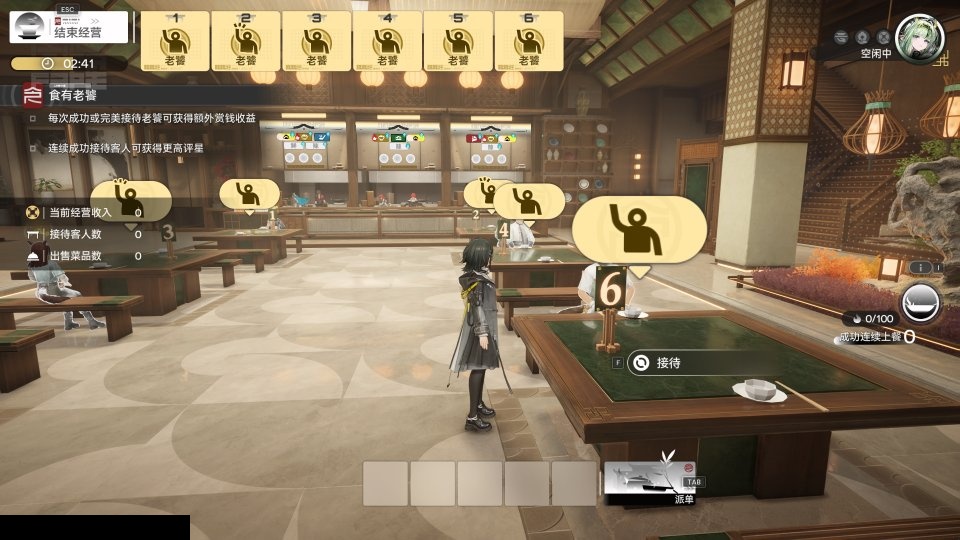 ESC
结束经营
02:41
1
老饕
2
老饕
3
老饕
4
老饕
5
老饕
6
老饕
空闲中
食有老饕
每次成功或完美接待老饕可获得额外赏钱收益
连续成功接待客人可获得更高评星
当前经营收入 0
接待客人数 0
出售菜品数 0
3
1
2
4
6
F 接待
0/100
成功连续上餐 0
TAB
派单